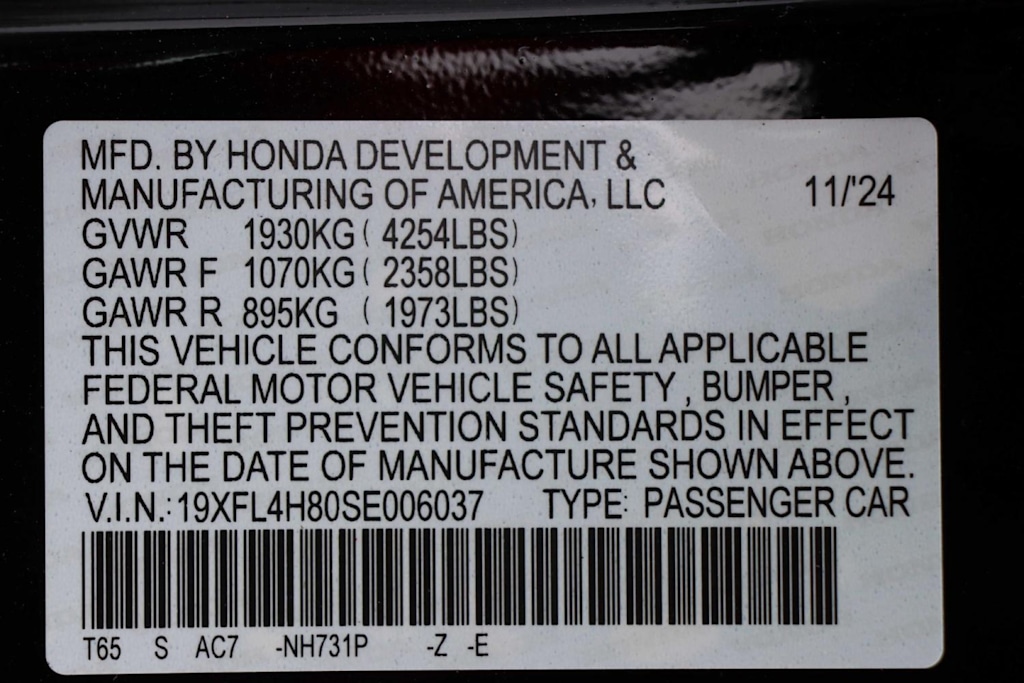 MFD. BY HONDA DEVELOPMENT &
MANUFACTURING OF AMERICA, LLC 11/'24
GVWR 1930KG ( 4254LBS)
GAWR F 1070KG ( 2358LBS)
GAWR R 895KG ( 1973LBS)
THIS VEHICLE CONFORMS TO ALL APPLICABLE
FEDERAL MOTOR VEHICLE SAFETY , BUMPER ,
AND THEFT PREVENTION STANDARDS IN EFFECT
ON THE DATE OF MANUFACTURE SHOWN ABOVE.
V.I.N.: 19XFL4H80SE006037 TYPE: PASSENGER CAR
T65 S AC7 -NH731P -Z -E